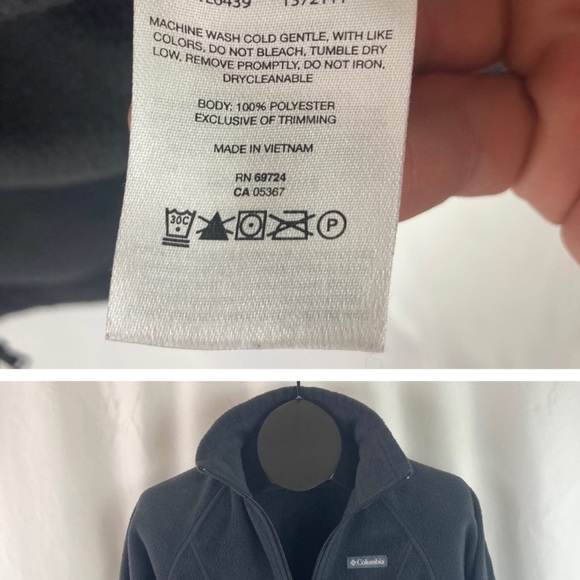 MACHINE WASH COLD GENTLE, WITH LIKE
COLORS, DO NOT BLEACH, TUMBLE DRY
LOW, REMOVE PROMPTLY, DO NOT IRON,
DRYCLEANABLE
BODY: 100% POLYESTER
EXCLUSIVE OF TRIMMING
MADE IN VIETNAM
RN 69724
CA 05367
30C P
Columbia